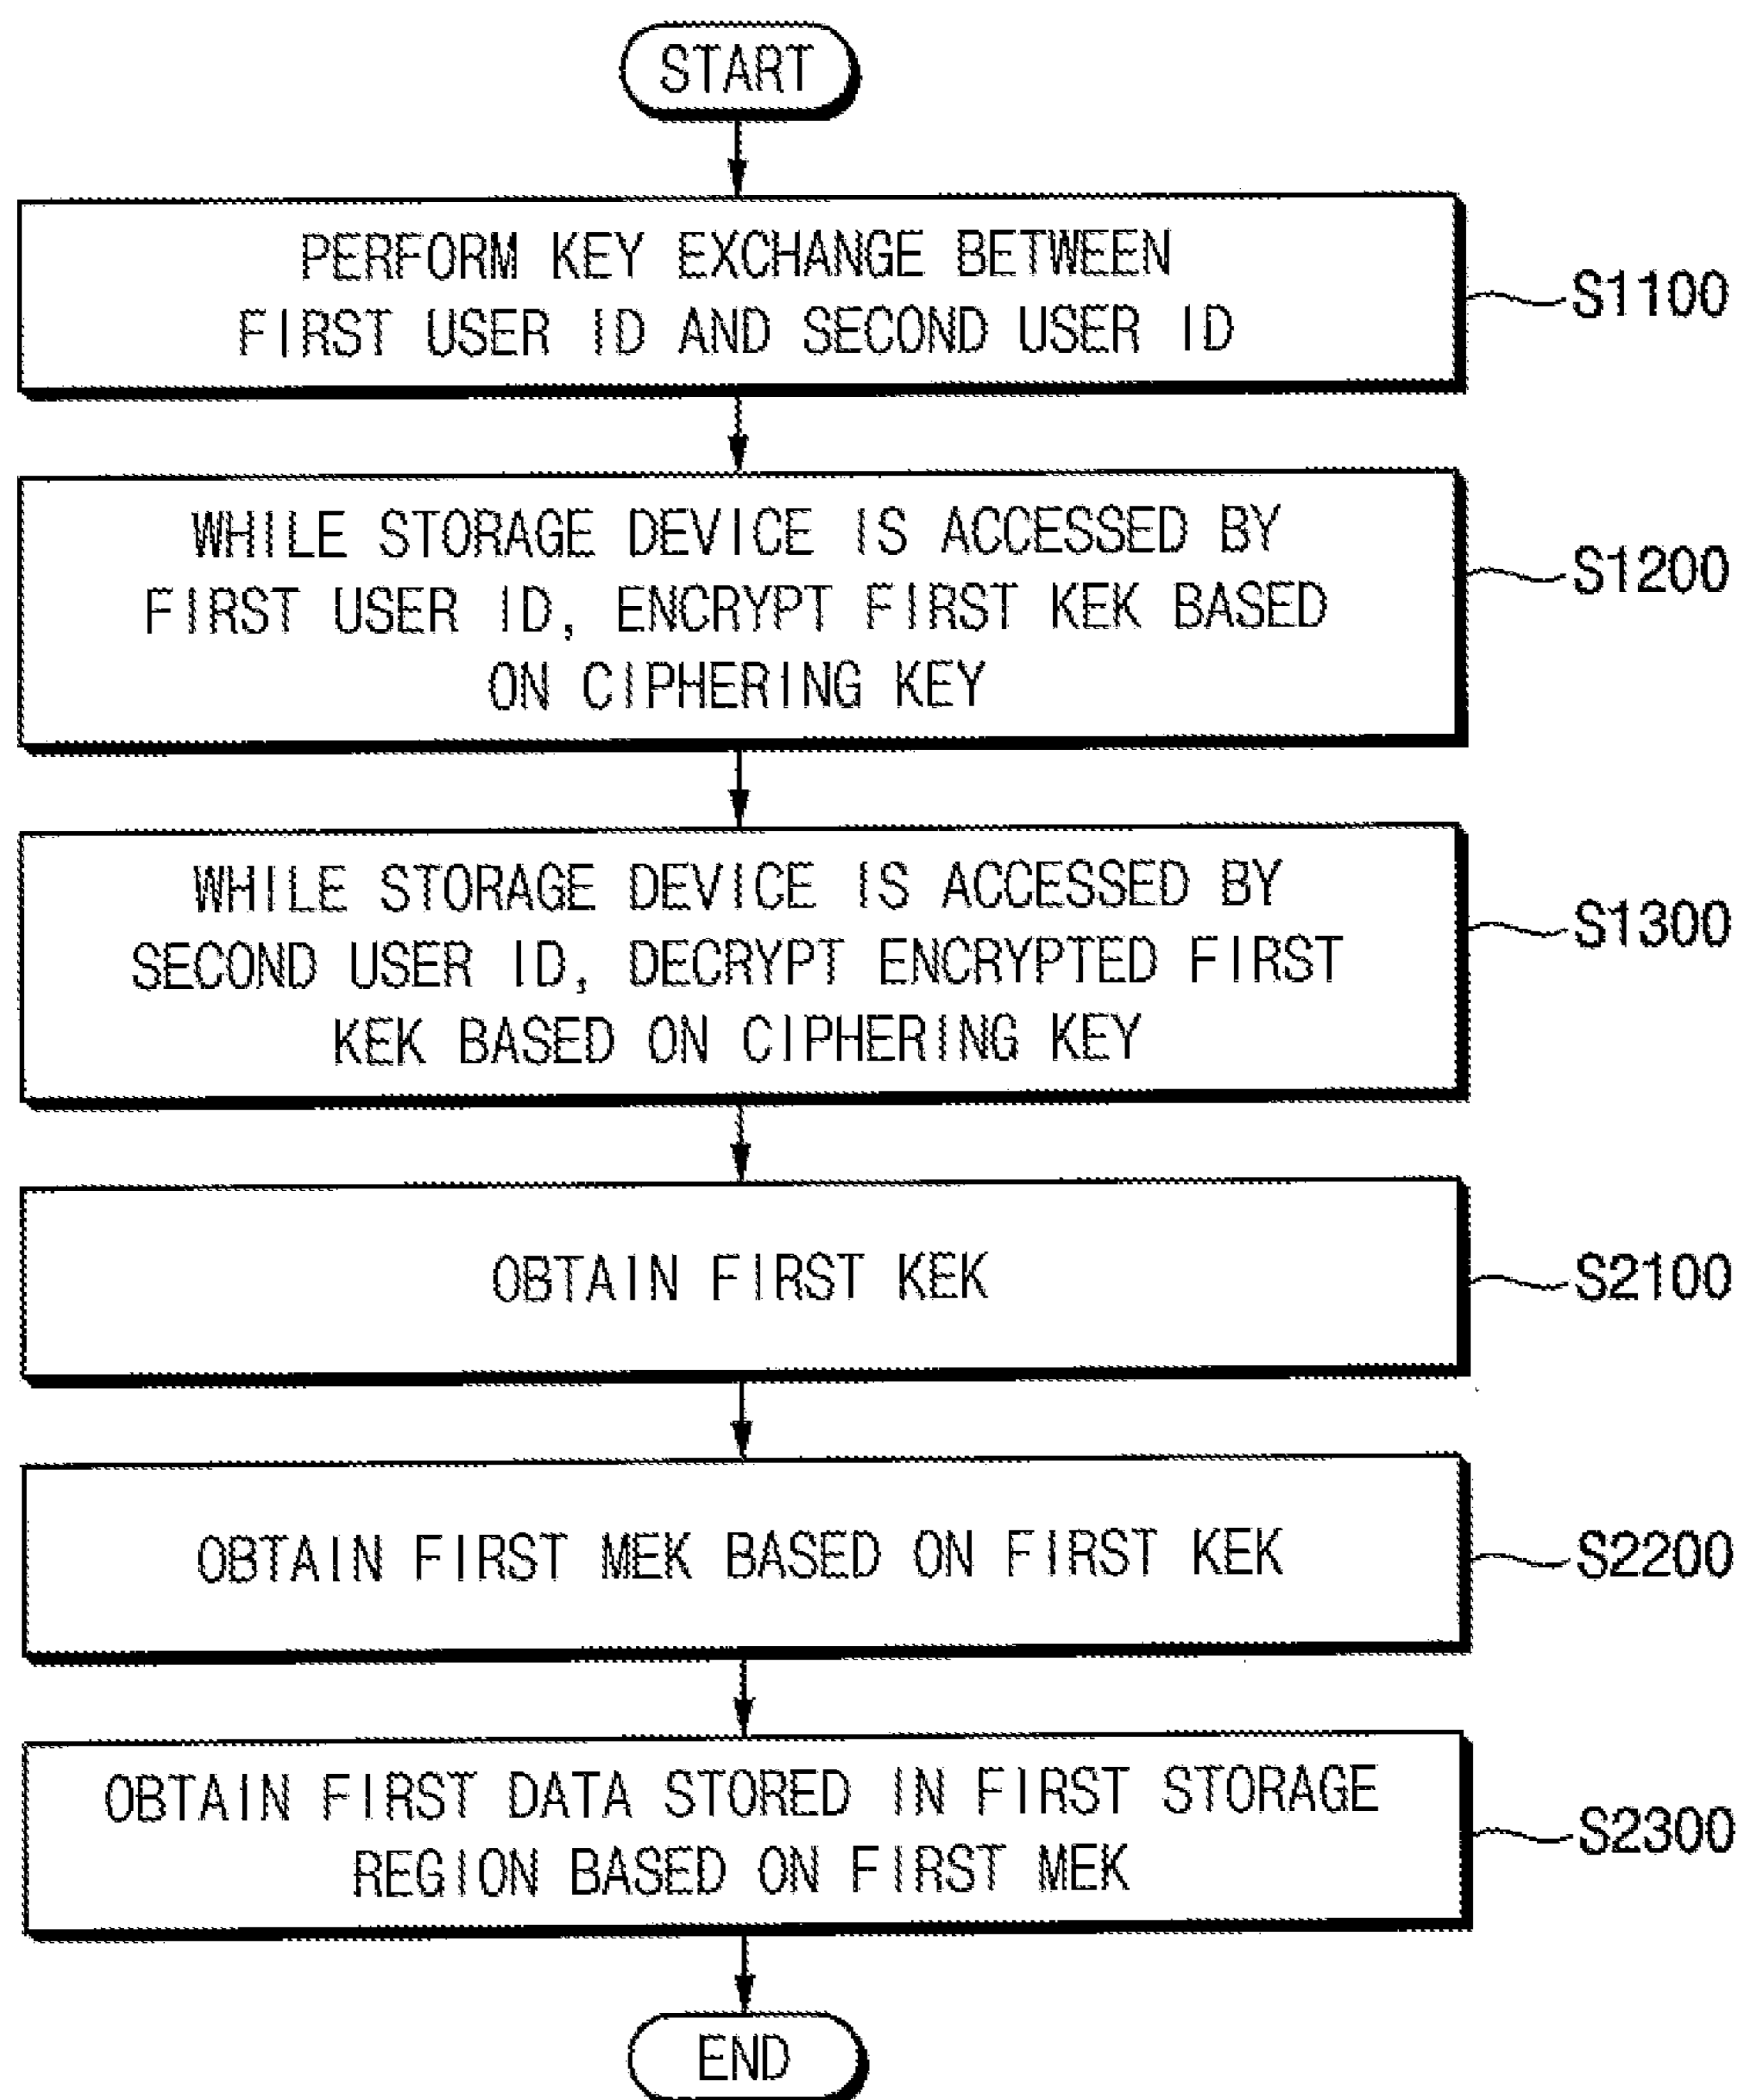 START
PERFORM KEY EXCHANGE BETWEEN
FIRST USER ID AND SECOND USER ID
S1100
WHILE STORAGE DEVICE IS ACCESSED BY
FIRST USER ID, ENCRYPT FIRST KEK BASED
ON CIPHERING KEY
S1200
WHILE STORAGE DEVICE IS ACCESSED BY
SECOND USER ID, DECRYPT ENCRYPTED FIRST
KEK BASED ON CIPHERING KEY
S1300
OBTAIN FIRST KEK
S2100
OBTAIN FIRST MEK BASED ON FIRST KEK
S2200
OBTAIN FIRST DATA STORED IN FIRST STORAGE
REGION BASED ON FIRST MEK
S2300
END